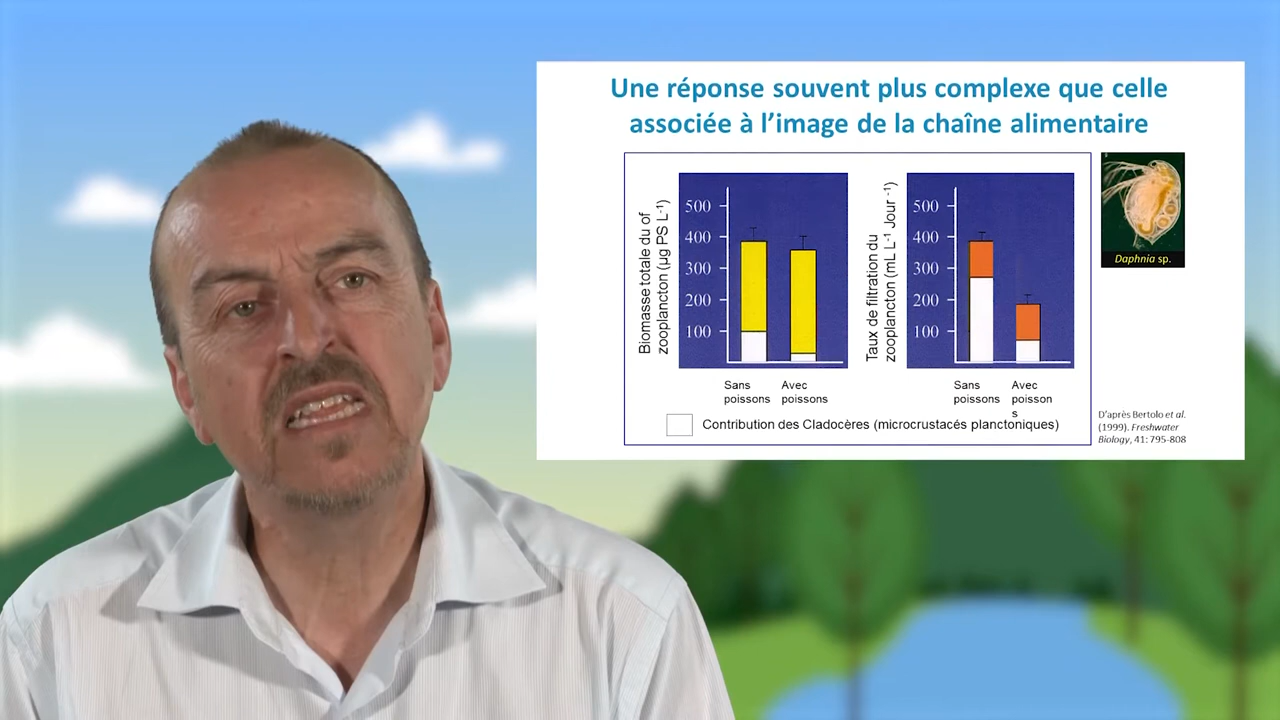 Une réponse souvent plus complexe que celle
associée à l'image de la chaîne alimentaire
Biomasse totale du of
zooplancton (µg PS L⁻¹)
500
400
300
200
100
Sans
poissons
Avec
poissons
Taux de filtration du
zooplancton (mL L⁻¹ Jour ⁻¹)
500
400
300
200
100
Sans
poissons
Avec
poisson
s
Contribution des Cladocères (microcrustacés planctoniques)
Daphnia sp.
D'après Bertolo et al.
(1999). Freshwater
Biology, 41: 795-808